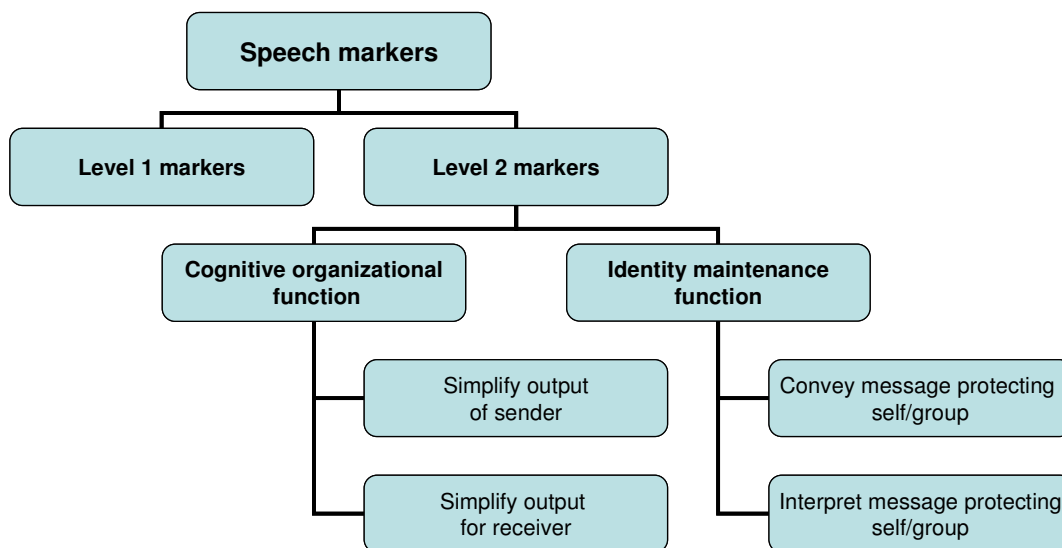 Speech markers
Level 1 markers
Level 2 markers
Cognitive organizational
function
Identity maintenance
function
Simplify output
of sender
Convey message protecting
self/group
Simplify output
for receiver
Interpret message protecting
self/group